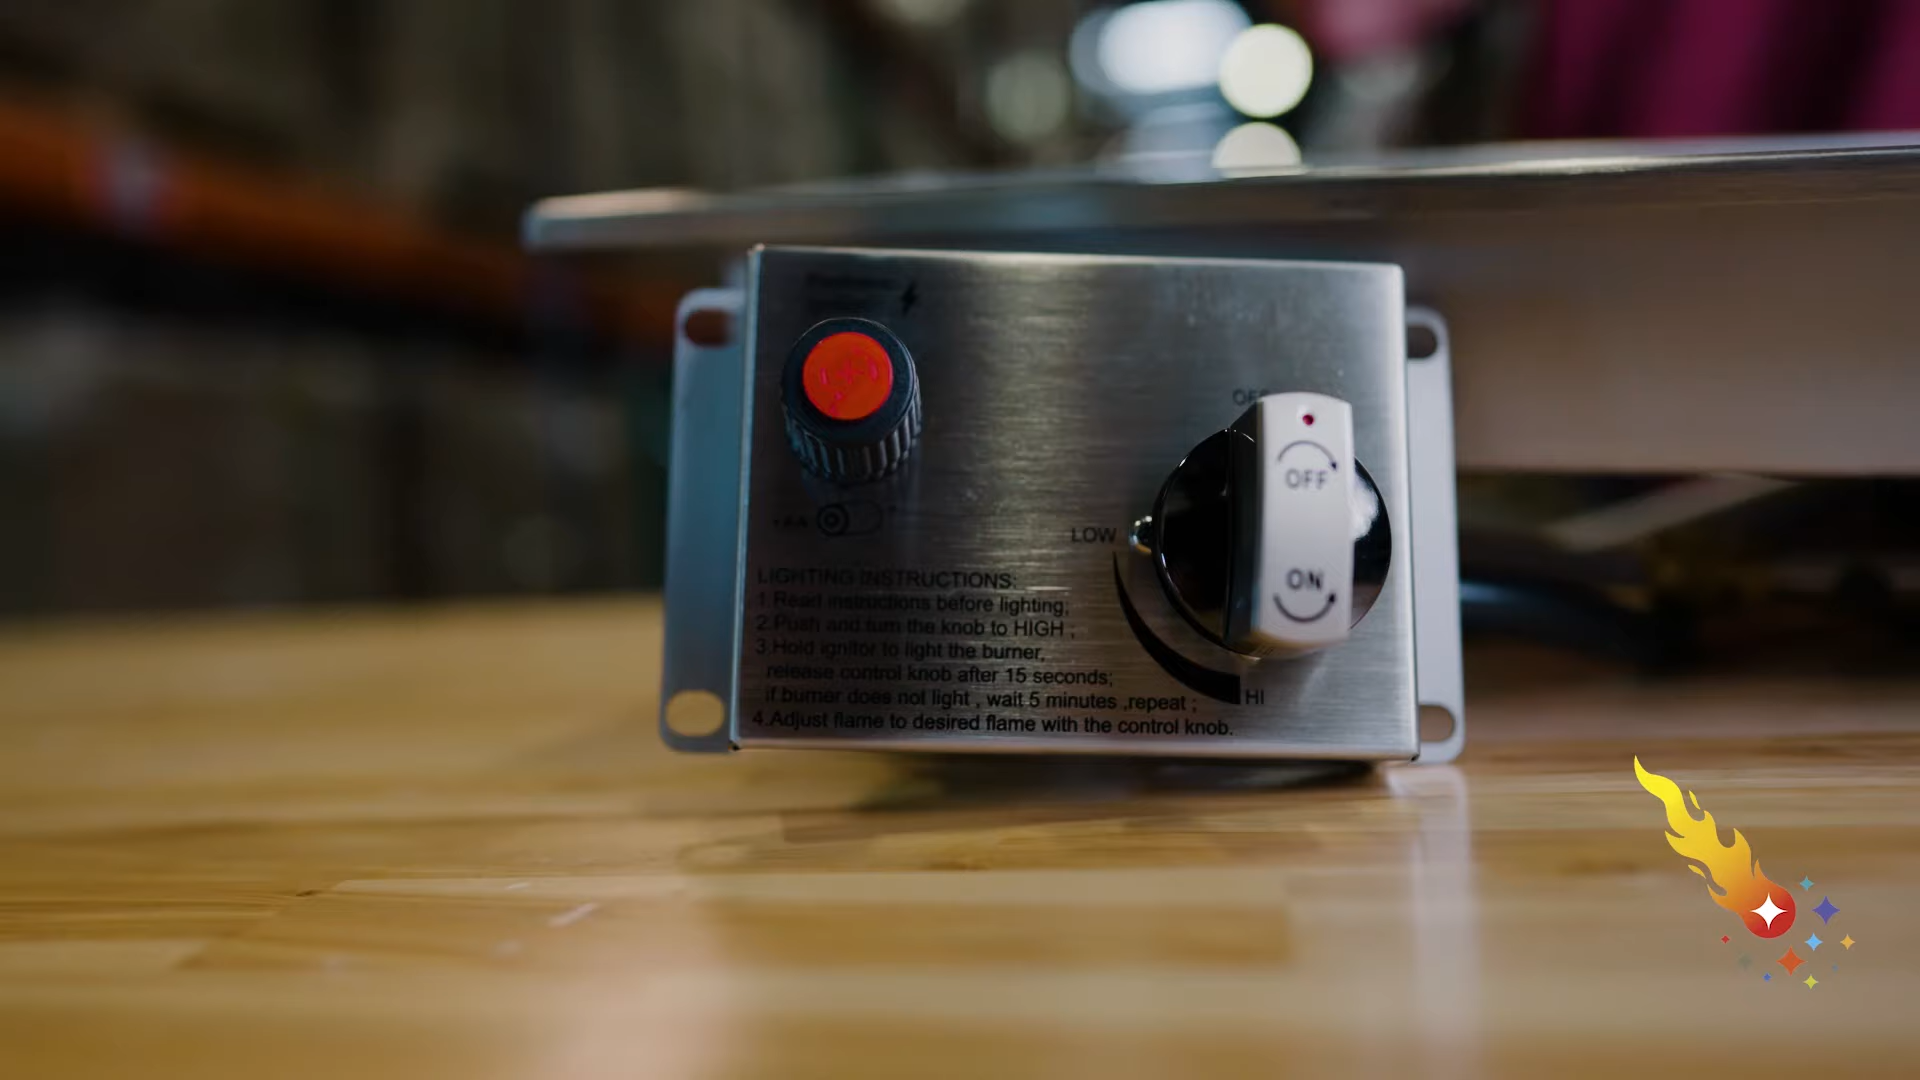 OFF
OFF
LOW
ON
HI
+AA -
LIGHTING INSTRUCTIONS:
1.Read instructions before lighting;
2.Push and turn the knob to HIGH ;
3.Hold ignitor to light the burner,
release control knob after 15 seconds;
if burner does not light , wait 5 minutes ,repeat ;
4.Adjust flame to desired flame with the control knob.